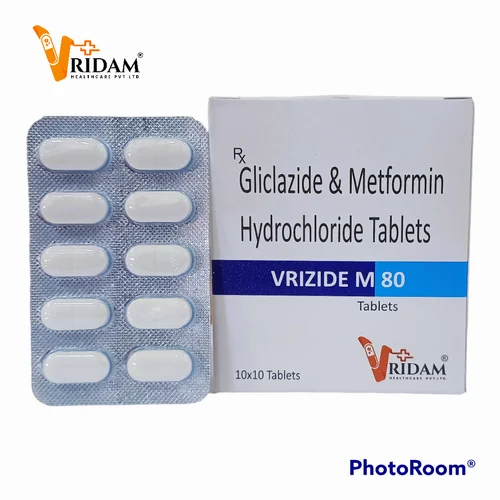 VRIDAM®
HEALTHCARE PVT LTD
Rx
Gliclazide & Metformin
Hydrochloride Tablets
VRIZIDE M 80
Tablets
10x10 Tablets
VRIDAM®
HEALTHCARE PVT LTD
PhotoRoom®